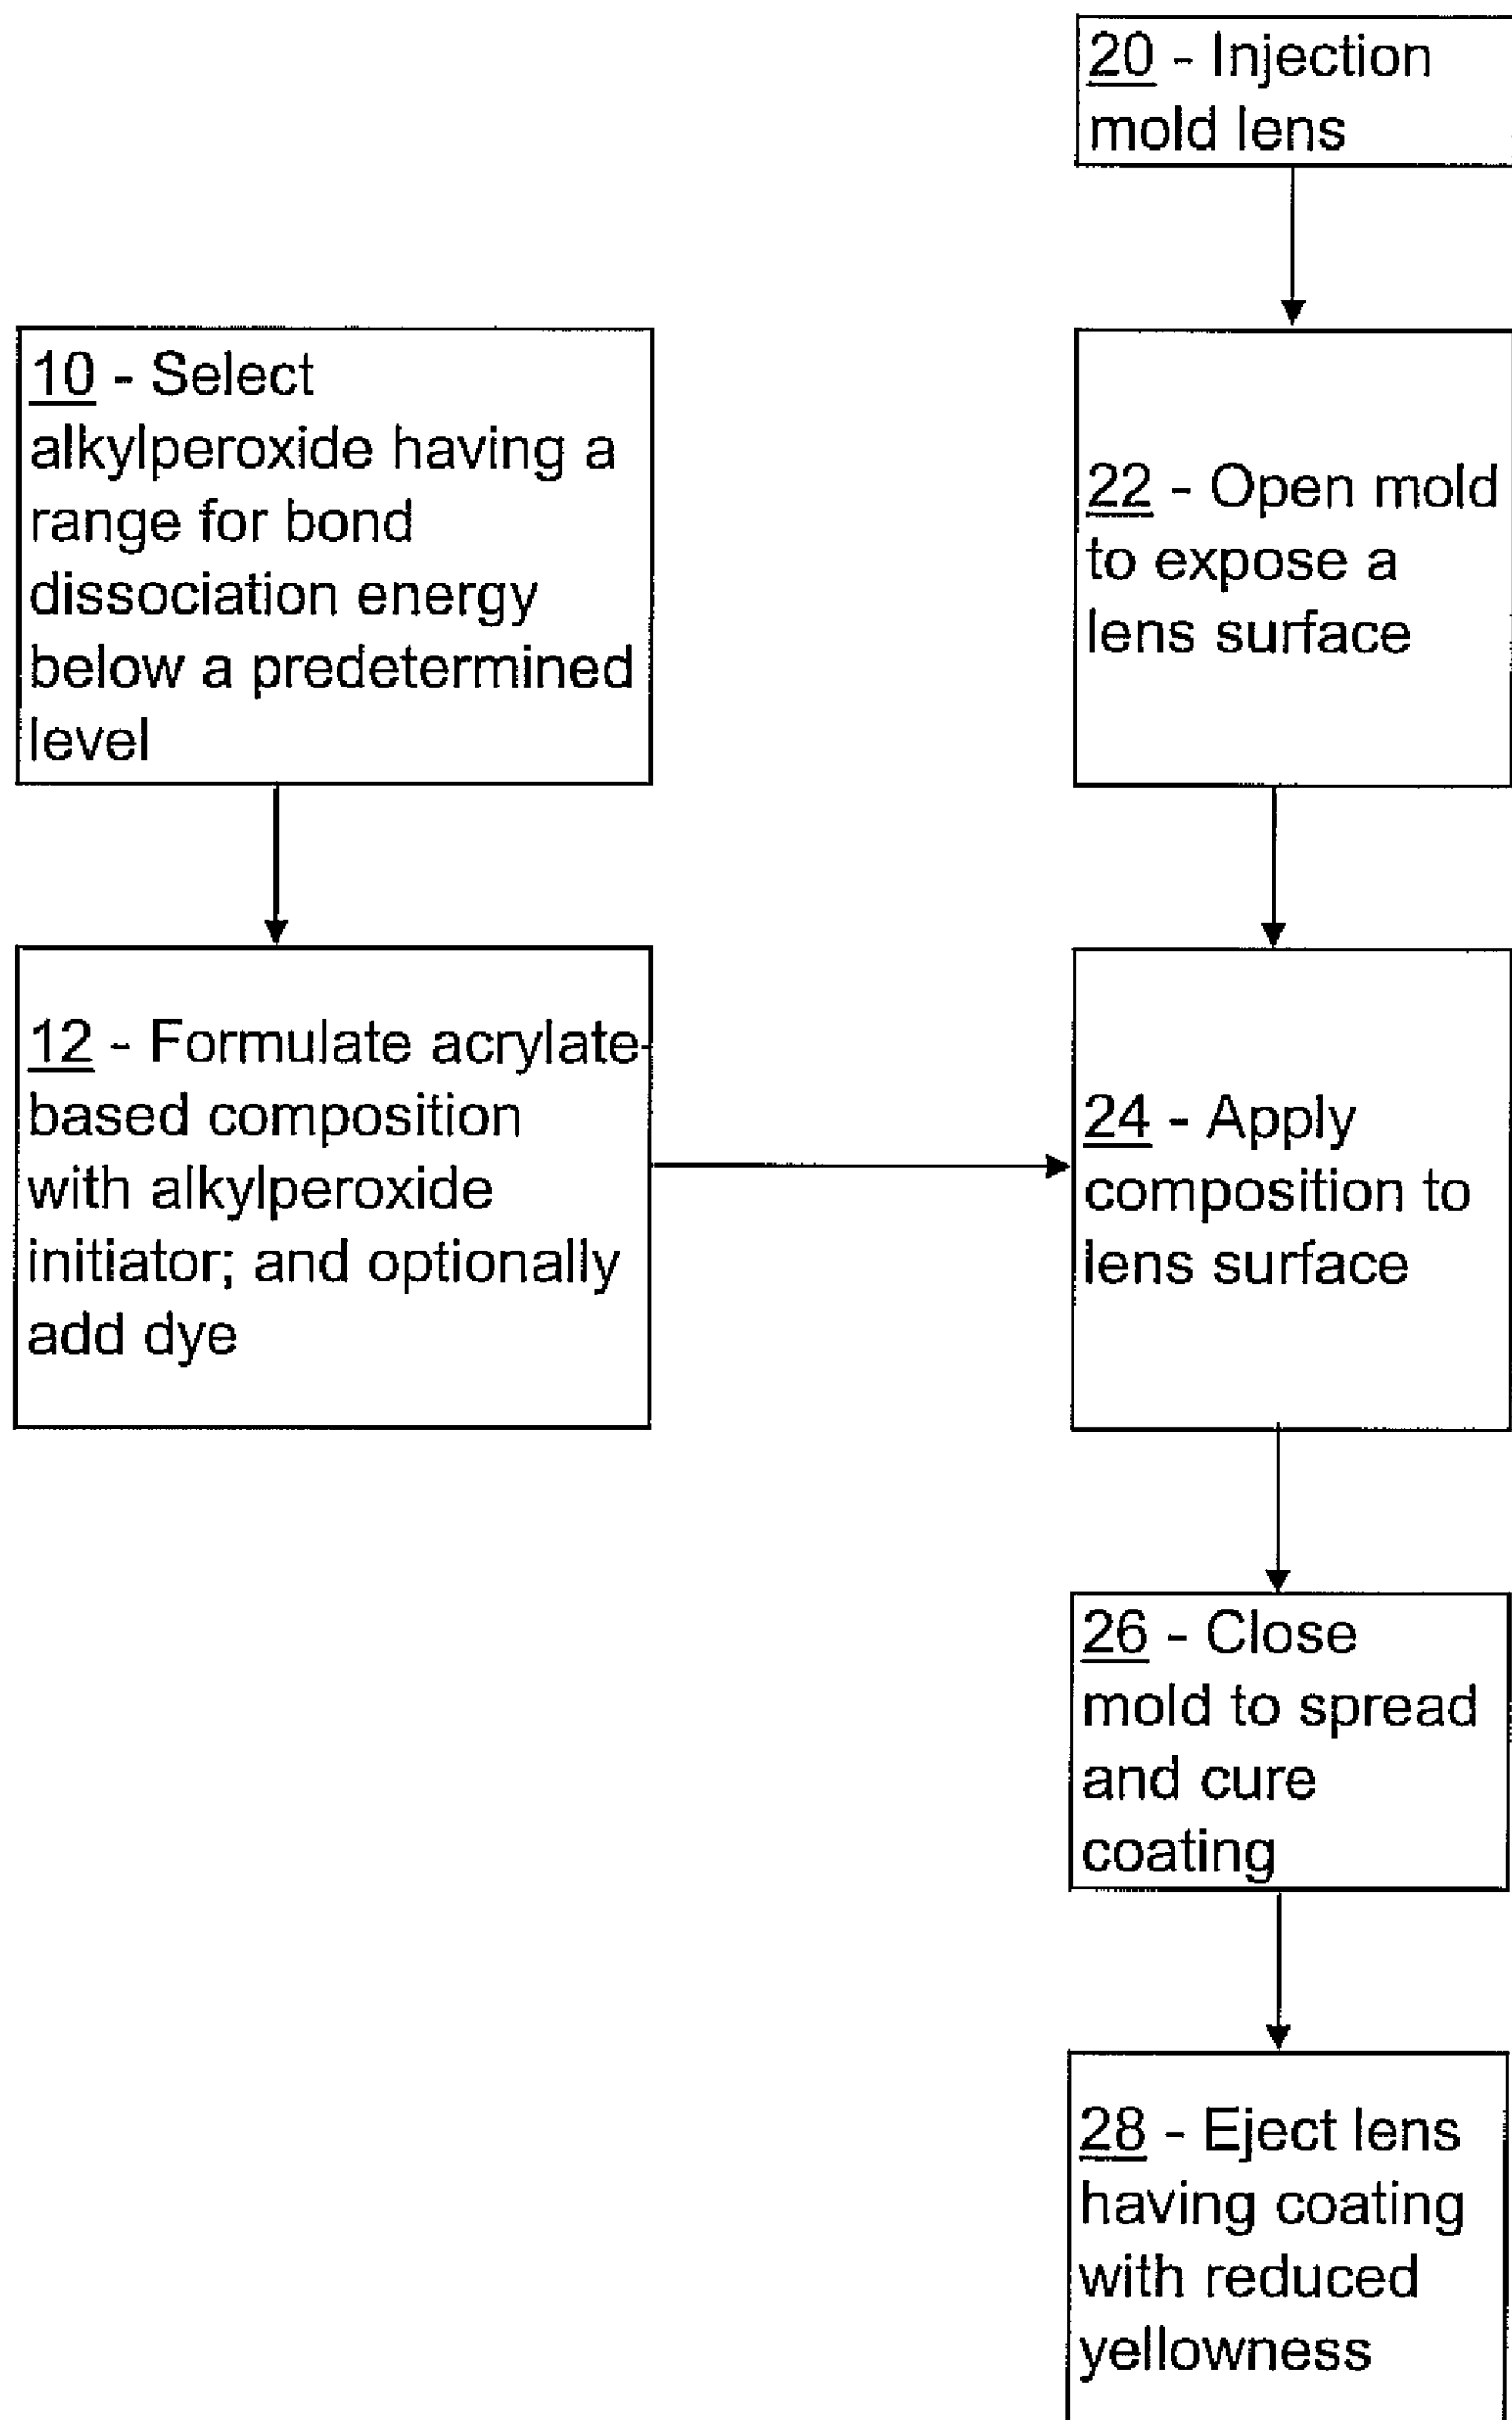 20 - Injection
mold lens
10 - Select
alkylperoxide having a
range for bond
dissociation energy
below a predetermined
level
22 - Open mold
to expose a
lens surface
12 - Formulate acrylate-
based composition
with alkylperoxide
initiator; and optionally
add dye
24 - Apply
composition to
lens surface
26 - Close
mold to spread
and cure
coating
28 - Eject lens
having coating
with reduced
yellowness